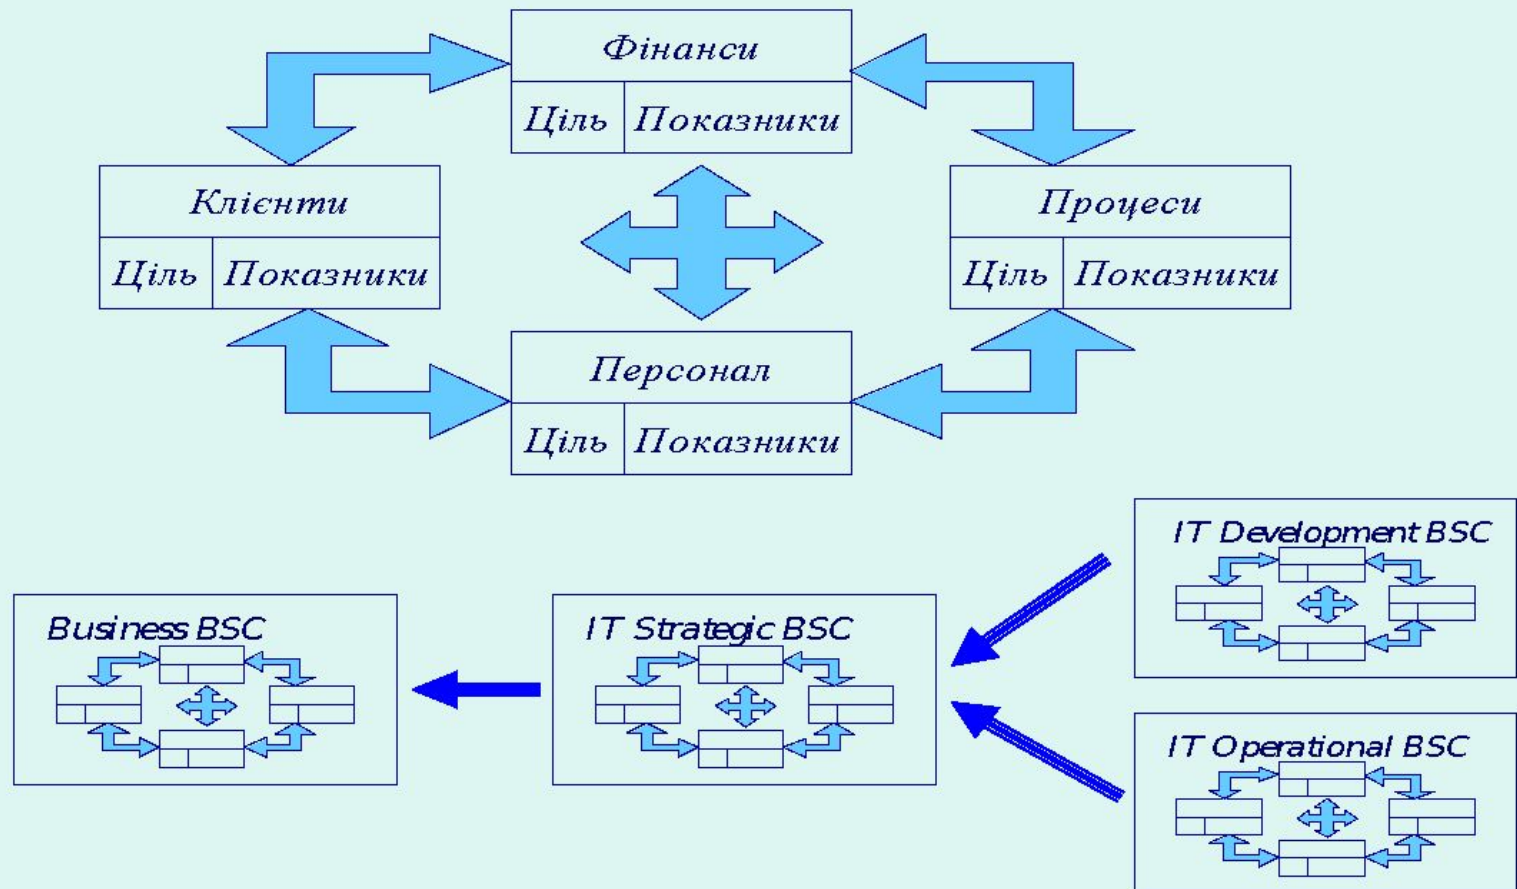 Фінанси
Ціль Показники
Клієнти
Ціль Показники
Процеси
Ціль Показники
Персонал
Ціль Показники
IT Development BSC
Business BSC
IT Strategic BSC
IT Operational BSC